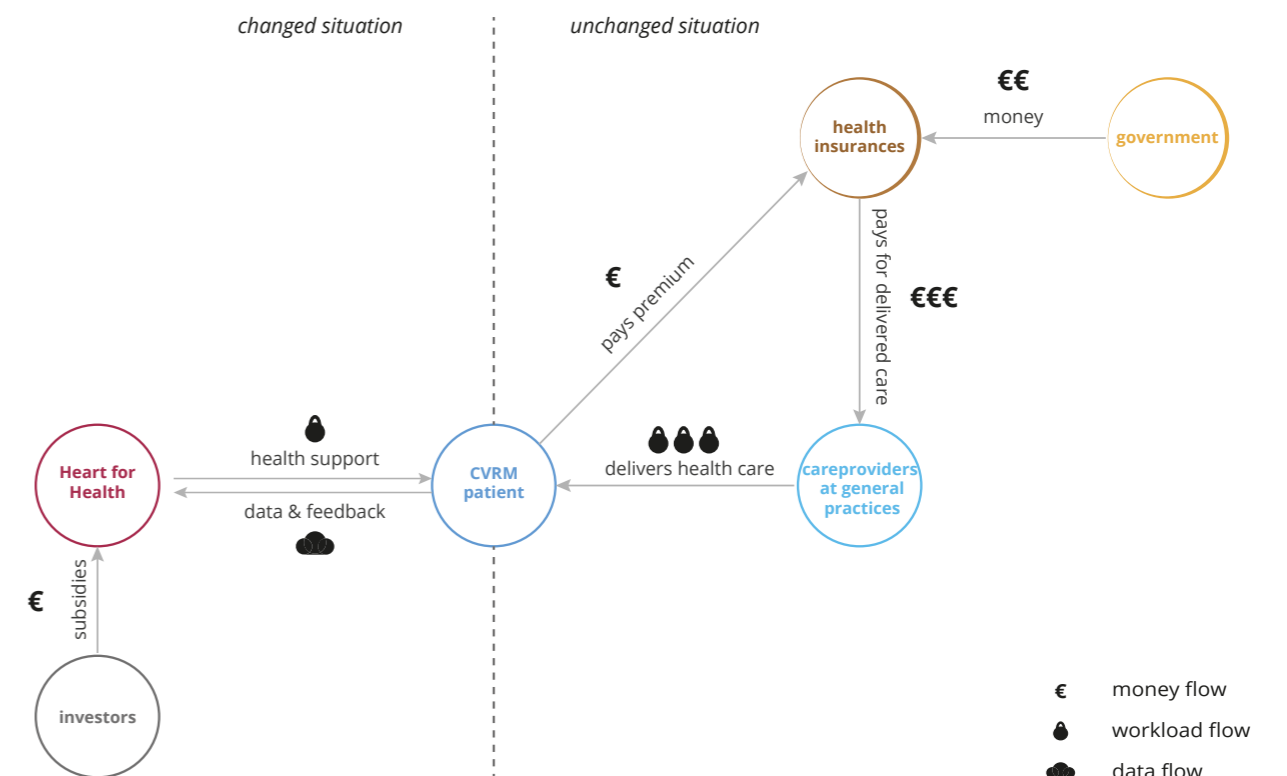 changed situation
unchanged situation
€€
money
health
insurances
government
pays for delivered care
€€€
€
pays premium
health support
delivers health care
Heart for
Health
CVRM
patient
careproviders
at general
practices
data & feedback
subsidies
€
investors
€ money flow
workload flow
data flow